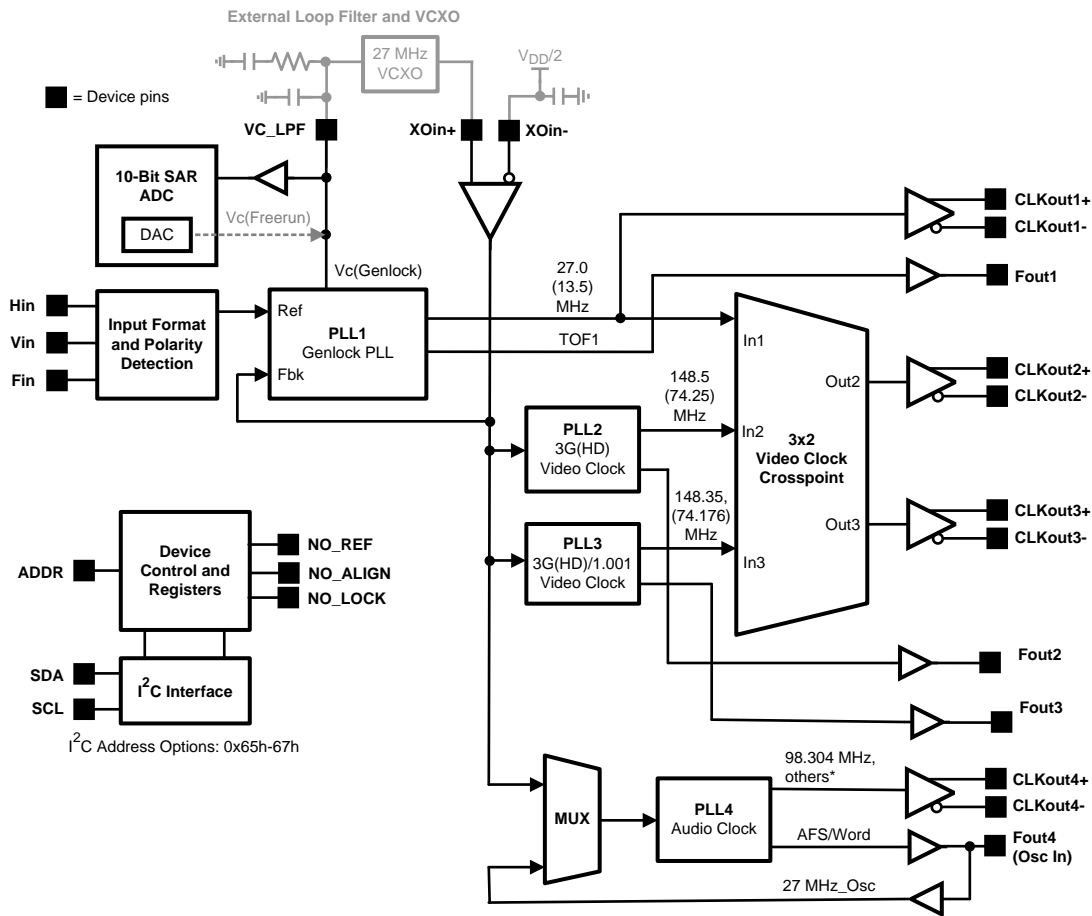 External Loop Filter and VCXO
27 MHz
VCXO
VDD/2
= Device pins
VC_LPF
XOin+
XOin-
10-Bit SAR
ADC
DAC
Vc(Freerun)
Vc(Genlock)
CLKout1+
CLKout1-
Fout1
27.0
(13.5)
MHz
Hin
Vin
Fin
Input Format
and Polarity
Detection
Ref
Fbk
PLL1
Genlock PLL
TOF1
In1
In2
In3
Out2
Out3
3x2
Video Clock
Crosspoint
CLKout2+
CLKout2-
148.5
(74.25)
MHz
PLL2
3G(HD)
Video Clock
148.35,
(74.176)
MHz
PLL3
3G(HD)/1.001
Video Clock
CLKout3+
CLKout3-
ADDR
Device
Control and
Registers
NO_REF
NO_ALIGN
NO_LOCK
SDA
SCL
I2C Interface
I2C Address Options: 0x65h-67h
Fout2
Fout3
MUX
PLL4
Audio Clock
98.304 MHz,
others*
CLKout4+
CLKout4-
AFS/Word
Fout4
(Osc In)
27 MHz_Osc